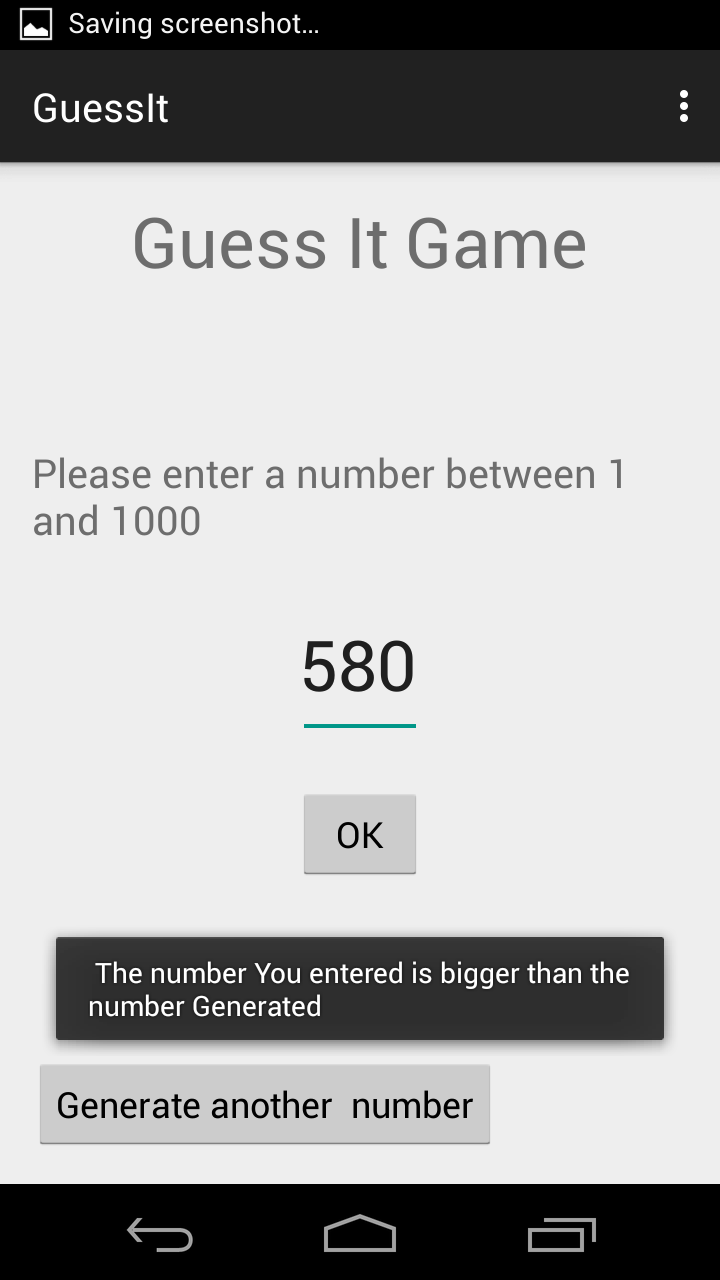 Saving screenshot...
GuessIt
Guess It Game
Please enter a number between 1
and 1000
580
OK
The number You entered is bigger than the
number Generated
Generate another  number